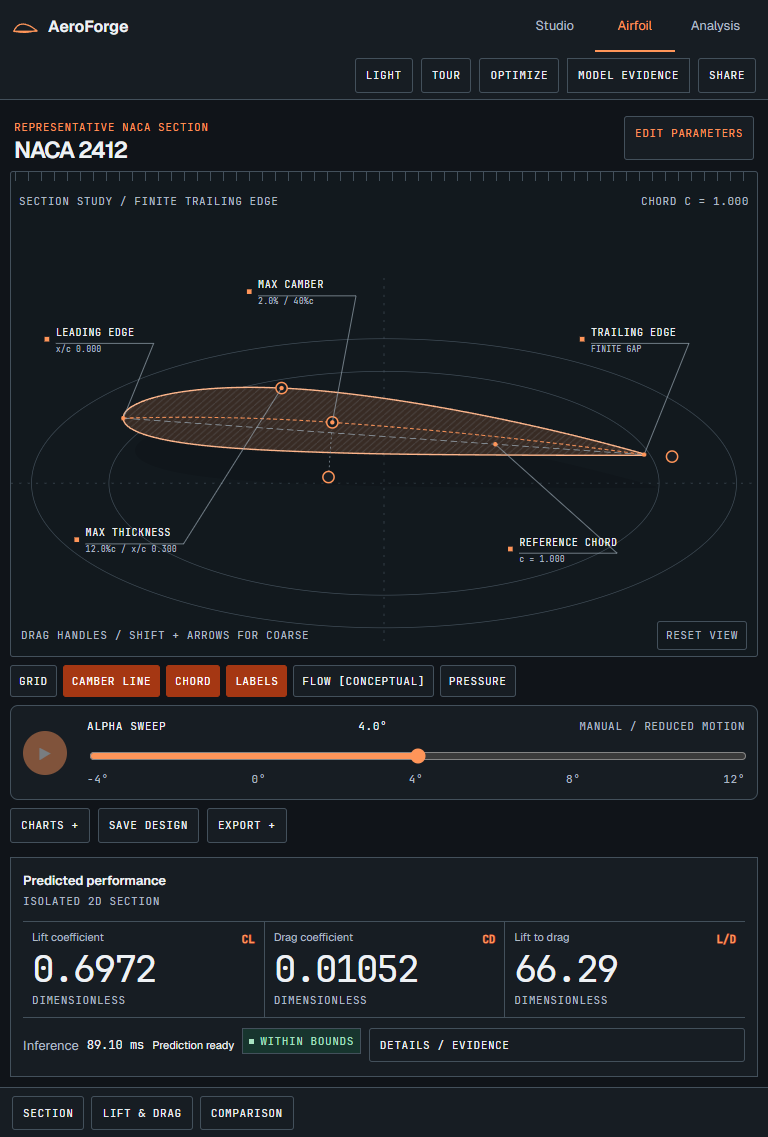 AeroForge
Studio Airfoil Analysis
LIGHT TOUR OPTIMIZE MODEL EVIDENCE SHARE
REPRESENTATIVE NACA SECTION
NACA 2412
EDIT PARAMETERS
SECTION STUDY / FINITE TRAILING EDGE CHORD C = 1.000
MAX CAMBER
2.0% / 40%c
LEADING EDGE
x/c 0.000
TRAILING EDGE
FINITE GAP
MAX THICKNESS
12.0%c / x/c 0.300
REFERENCE CHORD
c = 1.000
DRAG HANDLES / SHIFT + ARROWS FOR COARSE RESET VIEW
GRID CAMBER LINE CHORD LABELS FLOW [CONCEPTUAL] PRESSURE
ALPHA SWEEP 4.0° MANUAL / REDUCED MOTION
-4° 0° 4° 8° 12°
CHARTS + SAVE DESIGN EXPORT +
Predicted performance
ISOLATED 2D SECTION
Lift coefficient CL Drag coefficient CD Lift to drag L/D
0.6972 0.01052 66.29
DIMENSIONLESS DIMENSIONLESS DIMENSIONLESS
Inference 89.10 ms Prediction ready WITHIN BOUNDS DETAILS / EVIDENCE
SECTION LIFT & DRAG COMPARISON